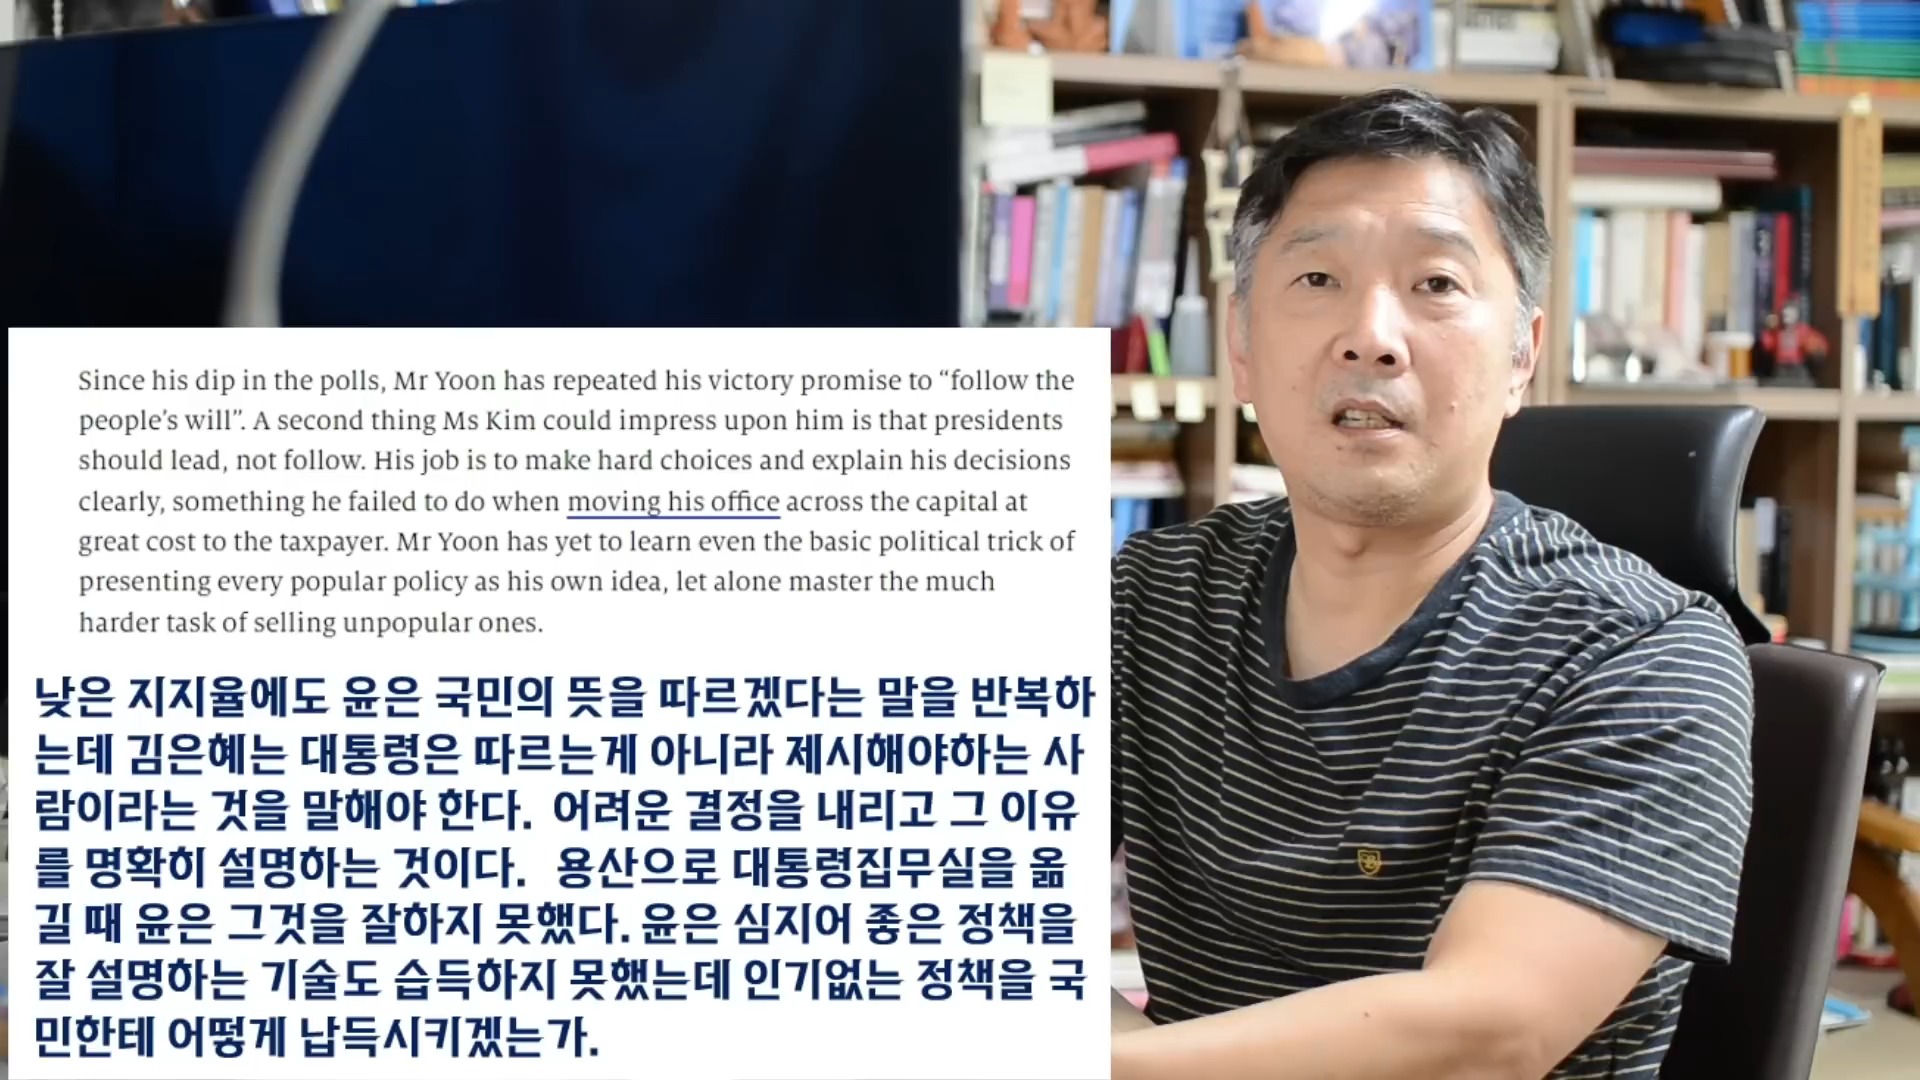 Since his dip in the polls, Mr Yoon has repeated his victory promise to “follow the
people’s will”. A second thing Ms Kim could impress upon him is that presidents
should lead, not follow. His job is to make hard choices and explain his decisions
clearly, something he failed to do when moving his office across the capital at
great cost to the taxpayer. Mr Yoon has yet to learn even the basic political trick of
presenting every popular policy as his own idea, let alone master the much
harder task of selling unpopular ones.
낮은 지지율에도 윤은 국민의 뜻을 따르겠다는 말을 반복하
는데 김은혜는 대통령은 따르는게 아니라 제시해야하는 사
람이라는 것을 말해야 한다. 어려운 결정을 내리고 그 이유
를 명확히 설명하는 것이다. 용산으로 대통령집무실을 옮
길 때 윤은 그것을 잘하지 못했다. 윤은 심지어 좋은 정책을
잘 설명하는 기술도 습득하지 못했는데 인기없는 정책을 국
민한테 어떻게 납득시키겠는가.